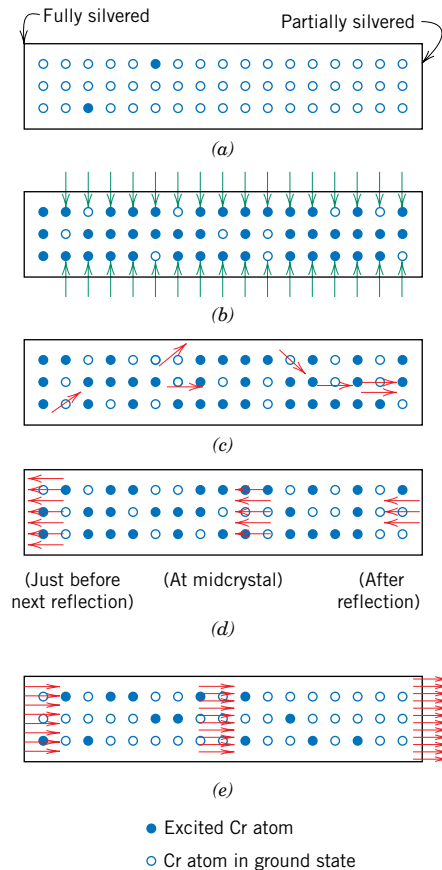 Fully silvered
Partially silvered
(a)
(b)
(c)
(Just before
next reflection)
(At midcrystal)
(After
reflection)
(d)
(e)
Excited Cr atom
Cr atom in ground state